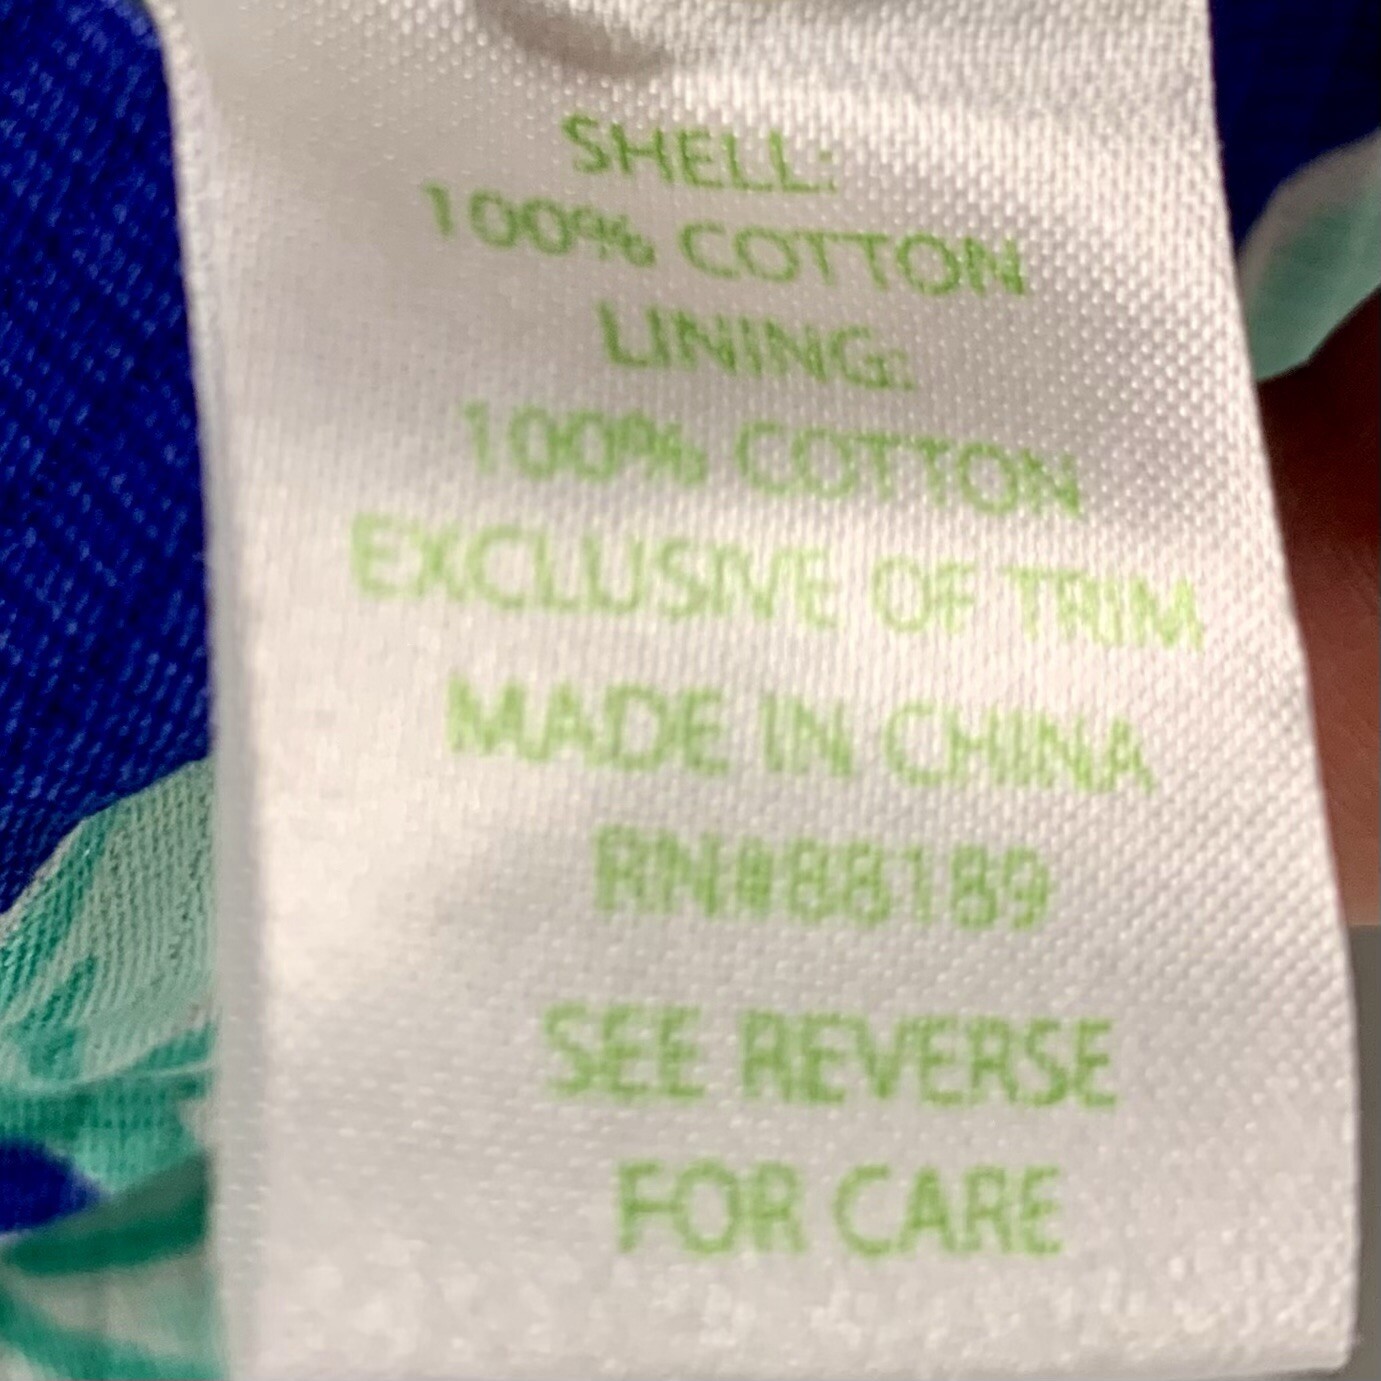 SHELL:
100% COTTON
LINING:
100% COTTON
EXCLUSIVE OF TRIM
MADE IN CHINA
RN#88189
SEE REVERSE
FOR CARE